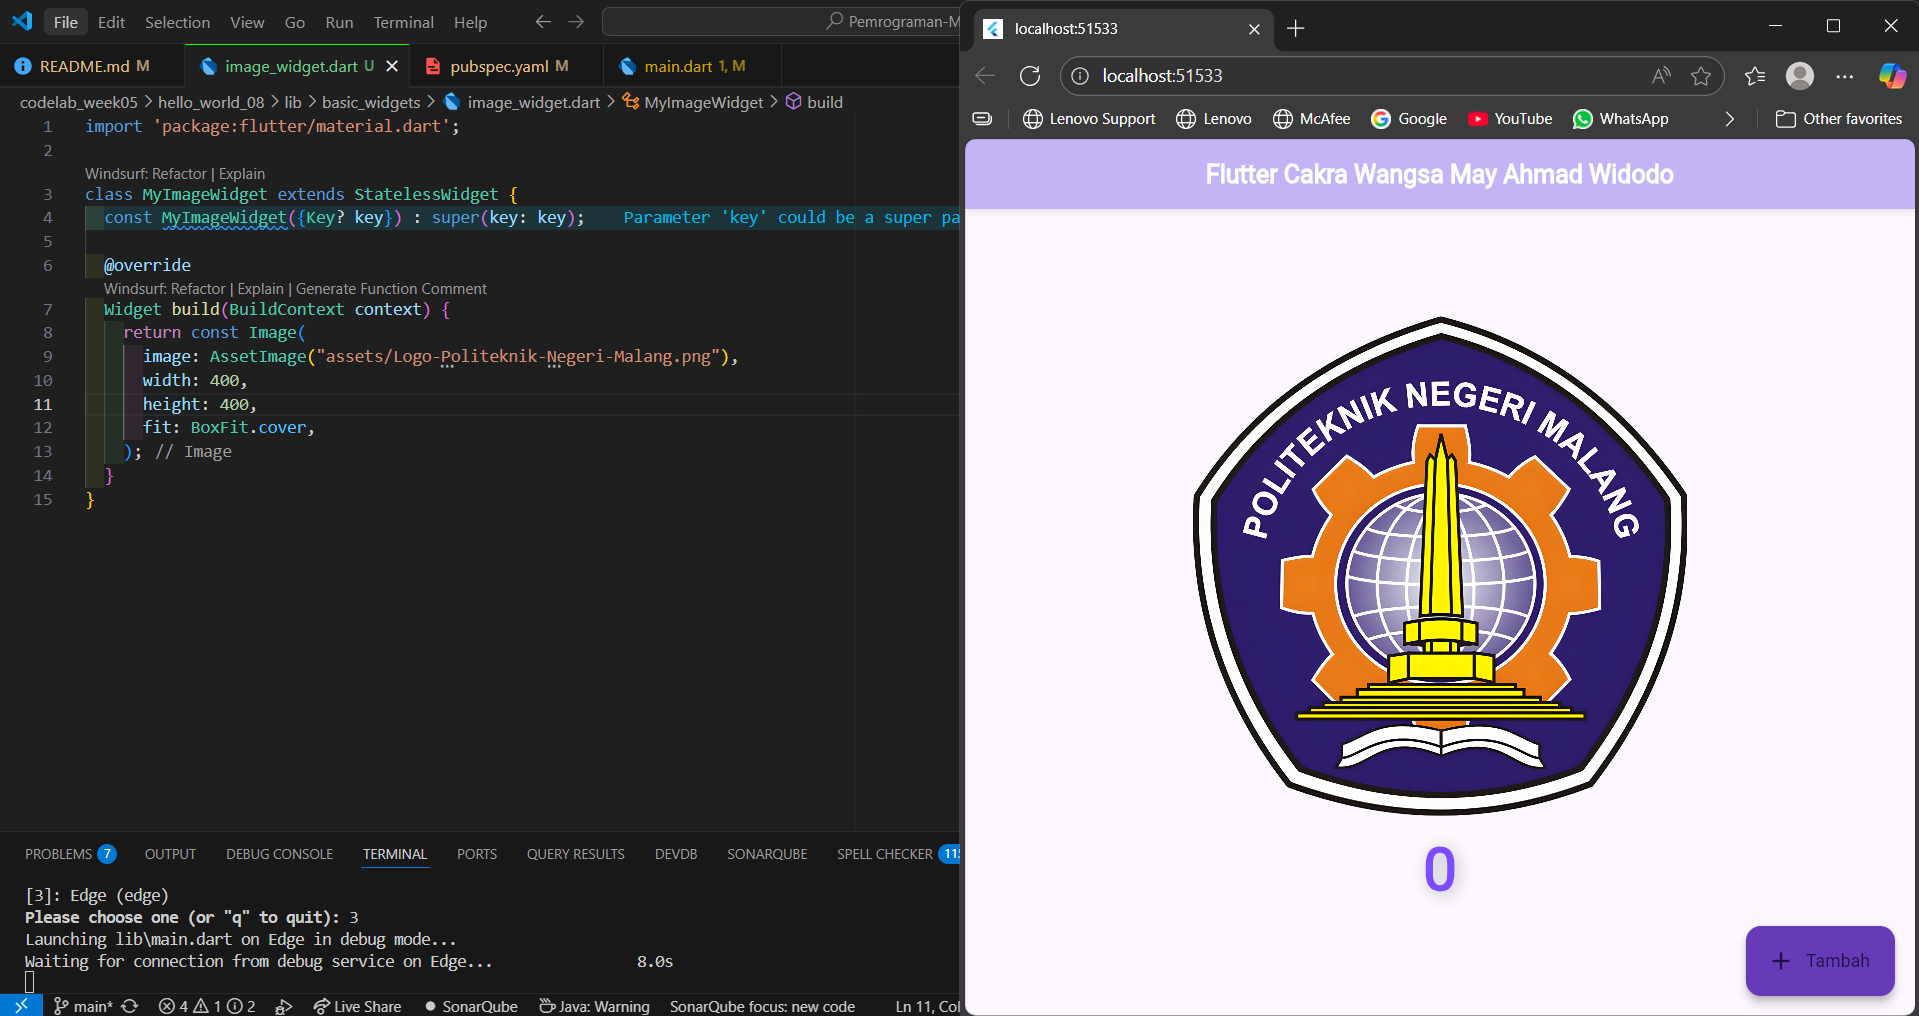 File Edit Selection View Go Run Terminal Help
Pemrograman-M
README.md M
image_widget.dart U
pubspec.yaml M
main.dart 1, M
codelab_week05 > hello_world_08 > lib > basic_widgets > image_widget.dart > MyImageWidget > build
1 import 'package:flutter/material.dart';
2
Windsurf: Refactor | Explain
3 class MyImageWidget extends StatelessWidget {
4 const MyImageWidget({Key? key}) : super(key: key); Parameter 'key' could be a super pa
5
6 @override
Windsurf: Refactor | Explain | Generate Function Comment
7 Widget build(BuildContext context) {
8 return const Image(
9 image: AssetImage("assets/Logo-Politeknik-Negeri-Malang.png"),
10 width: 400,
11 height: 400,
12 fit: BoxFit.cover,
13 ); // Image
14 }
15 }
PROBLEMS 7 OUTPUT DEBUG CONSOLE TERMINAL PORTS QUERY RESULTS DEVDB SONARQUBE SPELL CHECKER 115
[3]: Edge (edge)
Please choose one (or "q" to quit): 3
Launching lib\main.dart on Edge in debug mode...
Waiting for connection from debug service on Edge... 8.0s
main* 4 1 2 Live Share SonarQube Java: Warning SonarQube focus: new code Ln 11, Col
localhost:51533
localhost:51533
Lenovo Support Lenovo McAfee Google YouTube WhatsApp Other favorites
Flutter Cakra Wangsa May Ahmad Widodo
POLITEKNIK NEGERI MALANG
0
+ Tambah